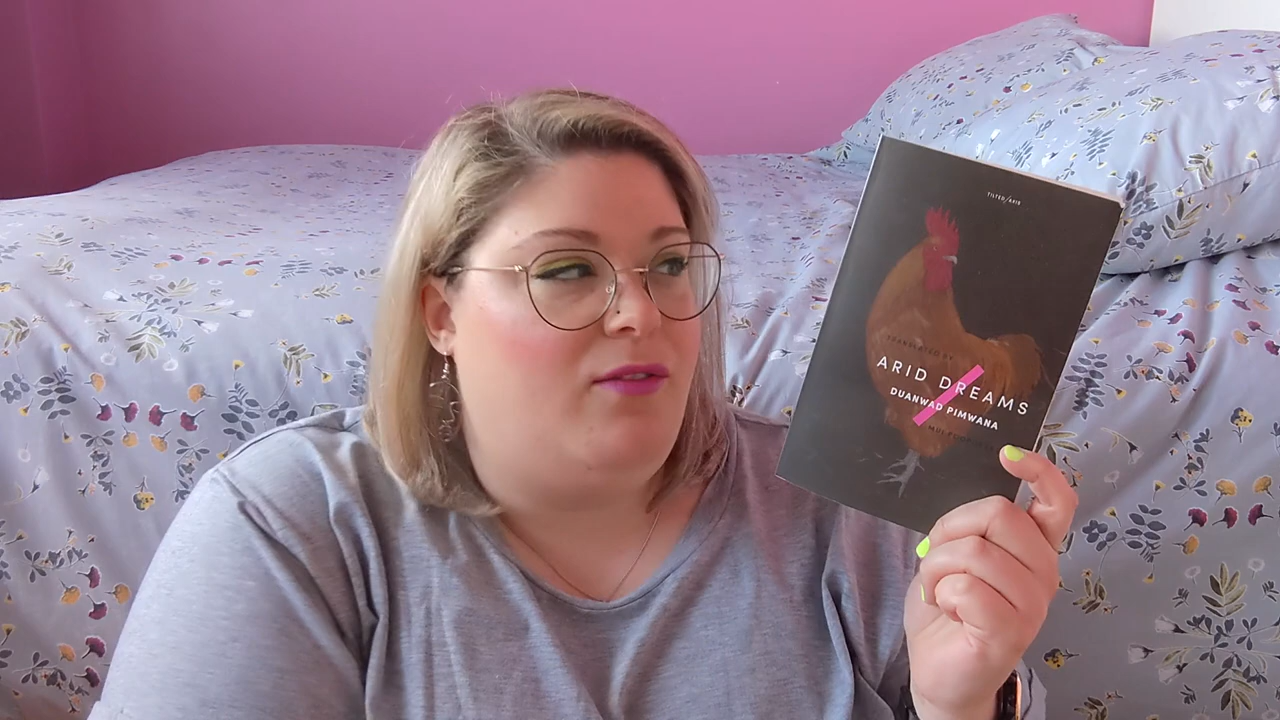 TILTED/AXIS
TRANSLATED BY
ARID DREAMS
DUANWAD PIMWANA